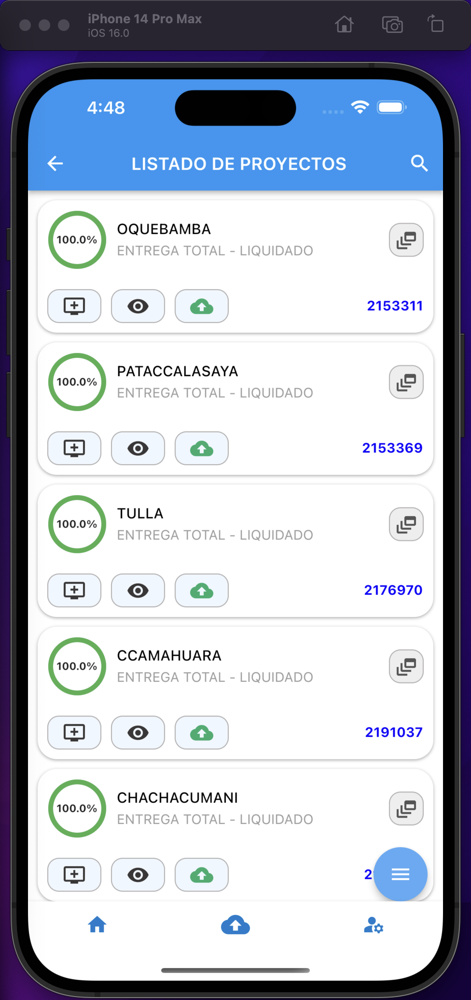 iPhone 14 Pro Max
iOS 16.0
4:48
LISTADO DE PROYECTOS
100.0%
OQUEBAMBA
ENTREGA TOTAL - LIQUIDADO
2153311
100.0%
PATACCALASAYA
ENTREGA TOTAL - LIQUIDADO
2153369
100.0%
TULLA
ENTREGA TOTAL - LIQUIDADO
2176970
100.0%
CCAMAHUARA
ENTREGA TOTAL - LIQUIDADO
2191037
100.0%
CHACHACUMANI
ENTREGA TOTAL - LIQUIDADO